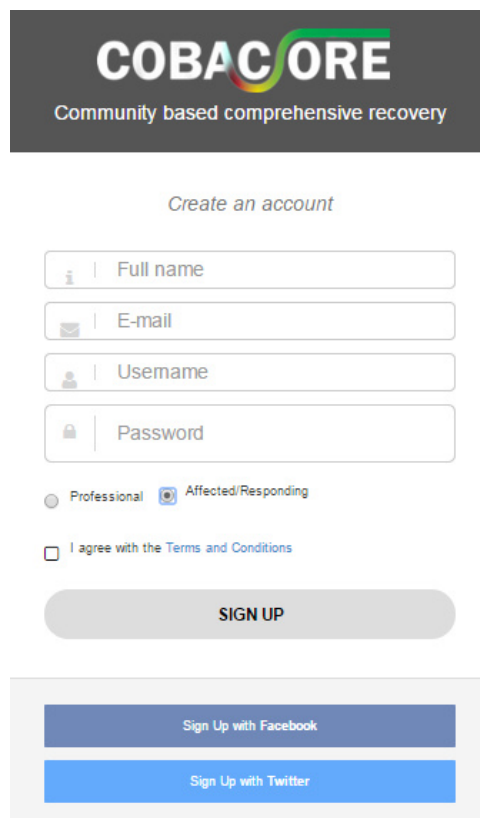 COBACORE
Community based comprehensive recovery
Create an account
Full name
E-mail
Username
Password
Professional Affected/Responding
I agree with the Terms and Conditions
SIGN UP
Sign Up with Facebook
Sign Up with Twitter